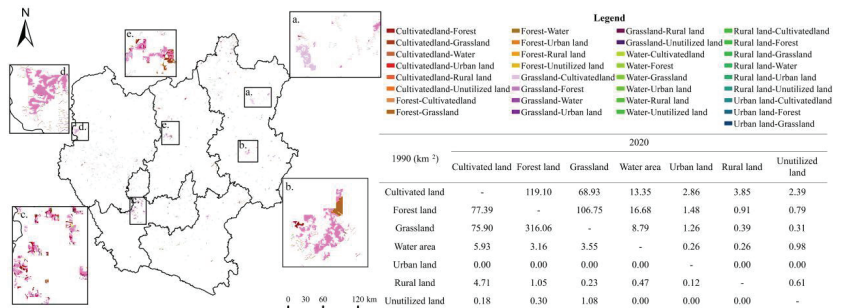 N
a.
e.
d.
a.
d.
e.
b.
c.
b.
c.
0 30 60 120 km
Legend
Cultivatedland-Forest
Cultivatedland-Grassland
Cultivatedland-Water
Cultivatedland-Urban land
Cultivatedland-Rural land
Cultivatedland-Unutilized land
Forest-Cultivatedland
Forest-Grassland
Forest-Water
Forest-Urban land
Forest-Rural land
Forest-Unutilized land
Grassland-Cultivatedland
Grassland-Forest
Grassland-Water
Grassland-Urban land
Grassland-Rural land
Grassland-Unutilized land
Water-Cultivatedland
Water-Forest
Water-Grassland
Water-Urban land
Water-Rural land
Water-Unutilized land
Rural land-Cultivatedland
Rural land-Forest
Rural land-Grassland
Rural land-Water
Rural land-Urban land
Rural land-Unutilized land
Urban land-Cultivatedland
Urban land-Forest
Urban land-Grassland
1990 (km ²) 2020
Cultivated land Forest land Grassland Water area Urban land Rural land Unutilized land
Cultivated land - 119.10 68.93 13.35 2.86 3.85 2.39
Forest land 77.39 - 106.75 16.68 1.48 0.91 0.79
Grassland 75.90 316.06 - 8.79 1.26 0.39 0.31
Water area 5.93 3.16 3.55 - 0.26 0.26 0.98
Urban land 0.00 0.00 0.00 0.00 - 0.00 0.00
Rural land 4.71 1.05 0.23 0.47 0.12 - 0.61
Unutilized land 0.18 0.30 1.08 0.00 0.00 0.00 -